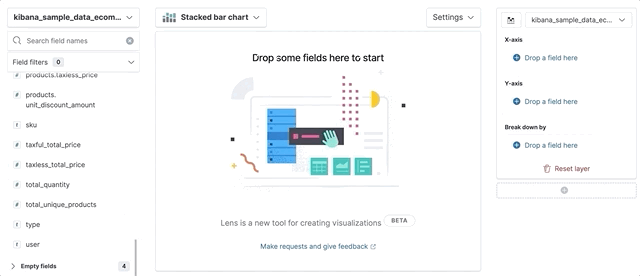 kibana_sample_data_ecom...
Search field names
Field filters 0
products.taxless_price
products.
unit_discount_amount
sku
taxful_total_price
taxless_total_price
total_quantity
total_unique_products
type
user
Empty fields 4
Stacked bar chart
Settings
Drop some fields here to start
Lens is a new tool for creating visualizations BETA
Make requests and give feedback
kibana_sample_data_ec...
X-axis
Drop a field here
Y-axis
Drop a field here
Break down by
Drop a field here
Reset layer